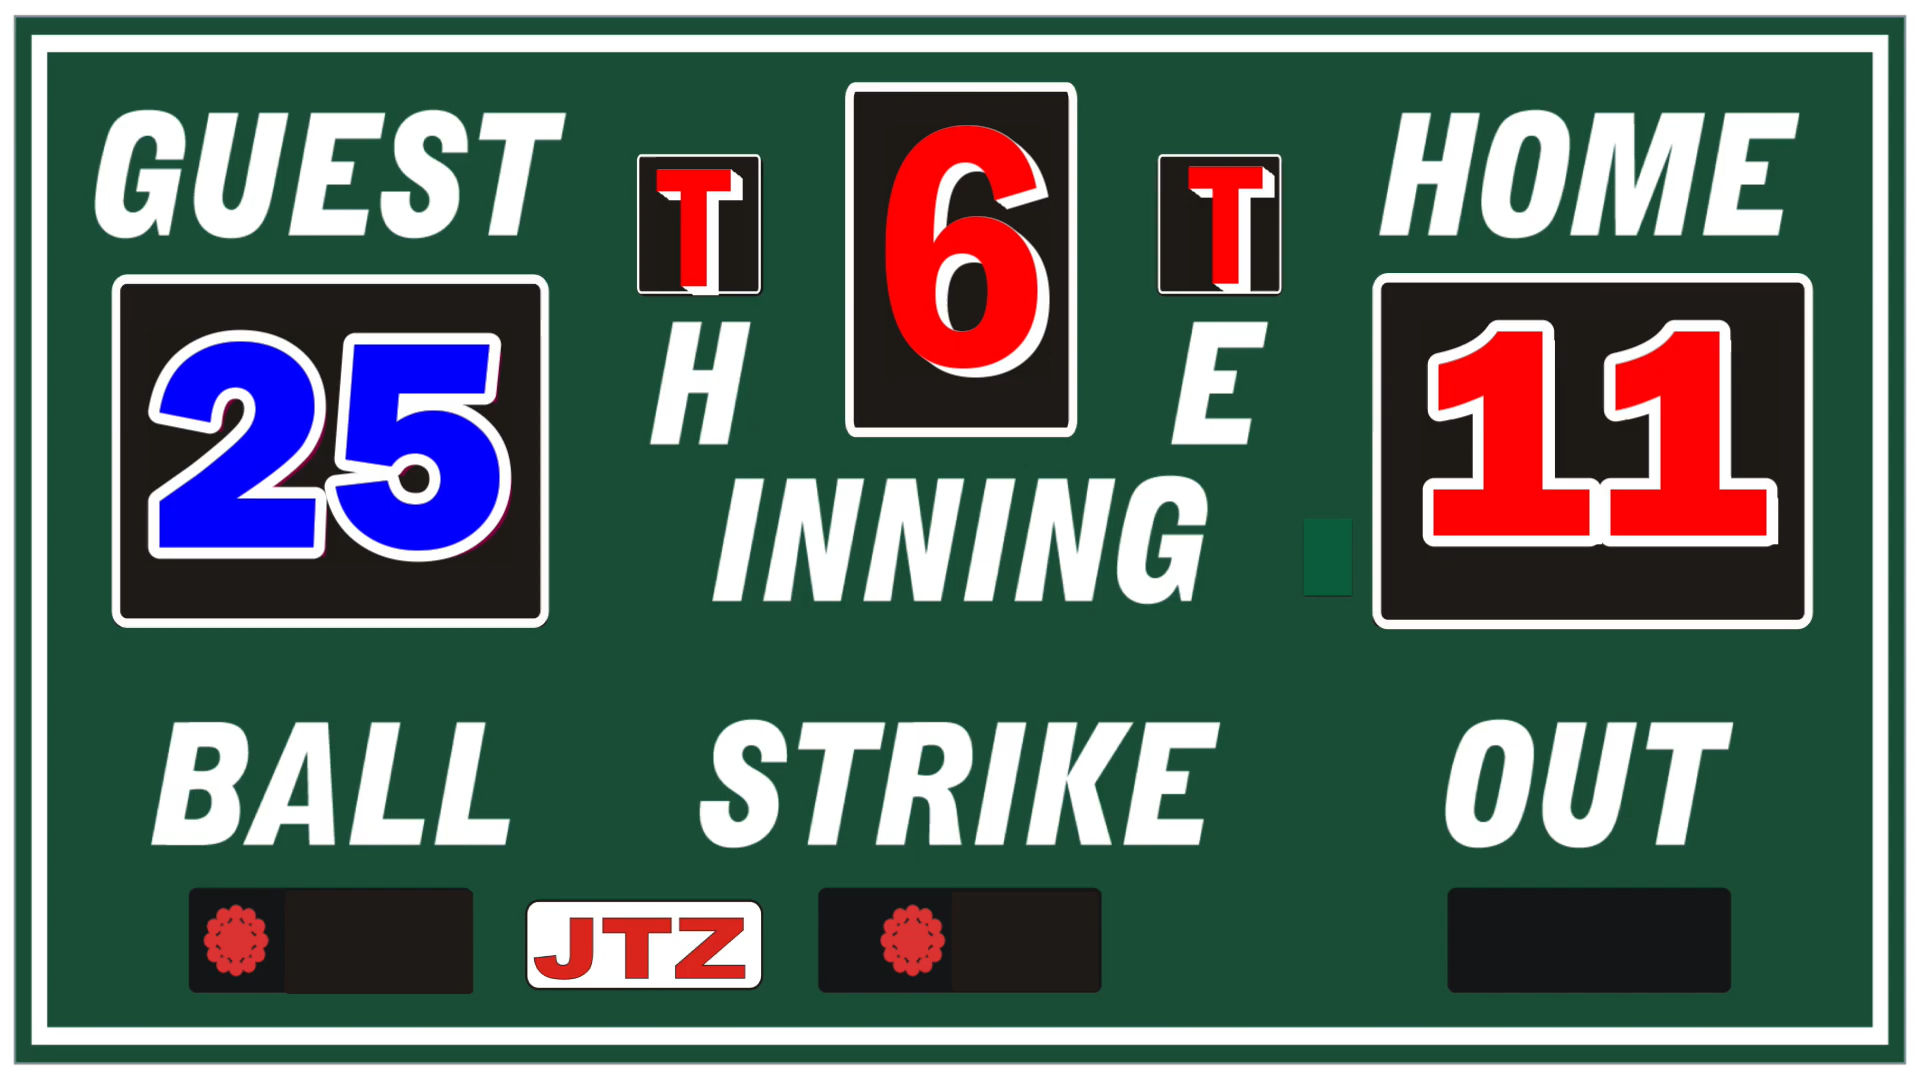 GUEST T 6 T HOME
25 H E 11
INNING
BALL STRIKE OUT
JTZ